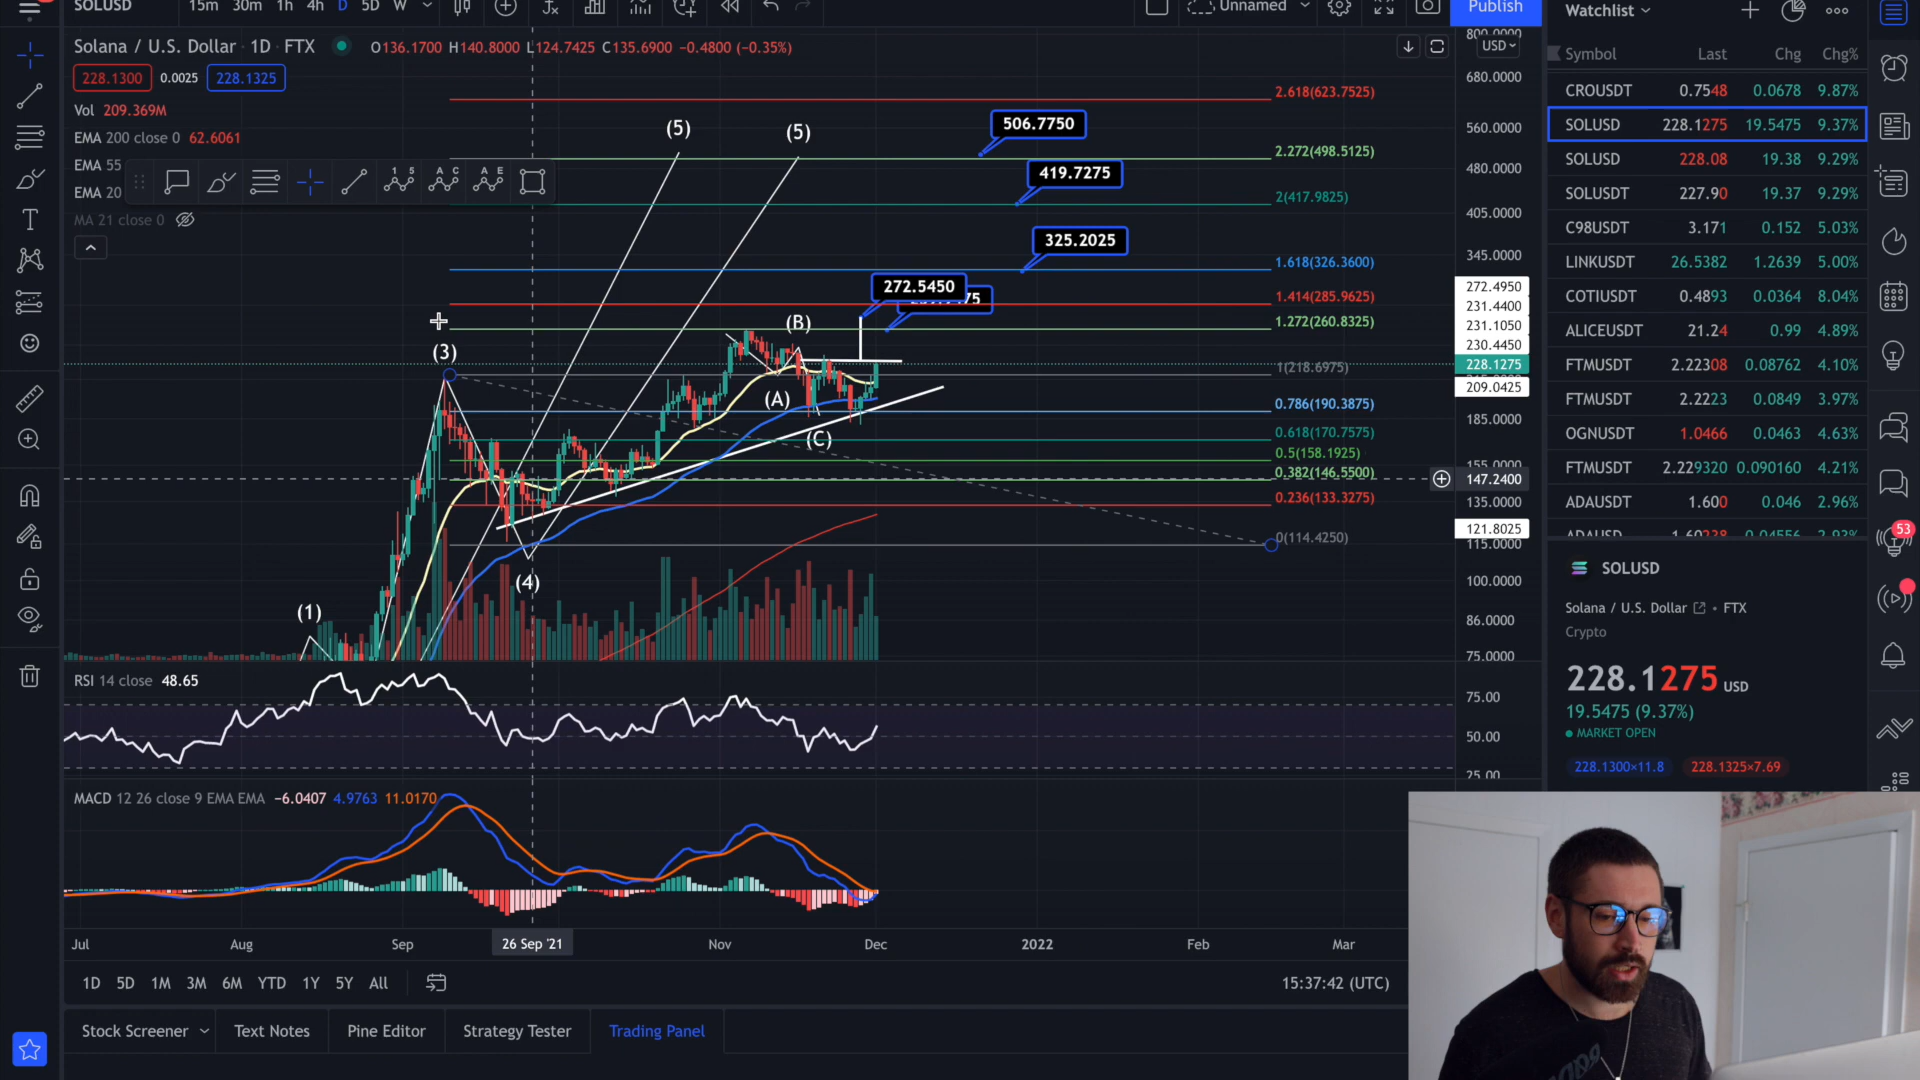 SOLUSD 15m 30m 1h 4h D 5D W
Unnamed
Publish
Solana / U.S. Dollar · 1D · FTX O136.1700 H140.8000 L124.7425 C135.6900 −0.4800 (−0.35%)
228.1300 0.0025 228.1325
Vol 209.369M
EMA 200 close 0 62.6061
EMA 55
EMA 20
MA 21 close 0
(1)
(3)
(4)
(5)
(5)
(A)
(B)
(C)
506.7750
419.7275
325.2025
272.5450
2.618(623.7525)
2.272(498.5125)
2(417.9825)
1.618(326.3600)
1.414(285.9625)
1.272(260.8325)
1(218.6975)
0.786(190.3875)
0.618(170.7575)
0.5(158.1925)
0.382(146.5500)
0.236(133.3275)
0(114.4250)
USD
800.0000
680.0000
560.0000
480.0000
405.0000
345.0000
272.4950
231.4400
231.1050
230.4450
228.1275
209.0425
185.0000
155.0000
147.2400
135.0000
121.8025
115.0000
100.0000
86.0000
75.0000
RSI 14 close 48.65
75.00
50.00
25.00
MACD 12 26 close 9 EMA EMA −6.0407 4.9763 11.0170
Jul Aug Sep 26 Sep '21 Nov Dec 2022 Feb Mar
1D 5D 1M 3M 6M YTD 1Y 5Y All
15:37:42 (UTC)
Stock Screener Text Notes Pine Editor Strategy Tester Trading Panel
Watchlist
Symbol Last Chg Chg%
CROUSDT 0.7548 0.0678 9.87%
SOLUSD 228.1275 19.5475 9.37%
SOLUSD 228.08 19.38 9.29%
SOLUSDT 227.90 19.37 9.29%
C98USDT 3.171 0.152 5.03%
LINKUSDT 26.5382 1.2639 5.00%
COTIUSDT 0.4893 0.0364 8.04%
ALICEUSDT 21.24 0.99 4.89%
FTMUSDT 2.22308 0.08762 4.10%
FTMUSDT 2.2223 0.0849 3.97%
OGNUSDT 1.0466 0.0463 4.63%
FTMUSDT 2.229320 0.090160 4.21%
ADAUSDT 1.600 0.046 2.96%
ADAUSD 1.60238 0.04556 2.93%
53
SOLUSD
Solana / U.S. Dollar • FTX
Crypto
228.1275 USD
19.5475 (9.37%)
MARKET OPEN
228.1300×11.8 228.1325×7.69